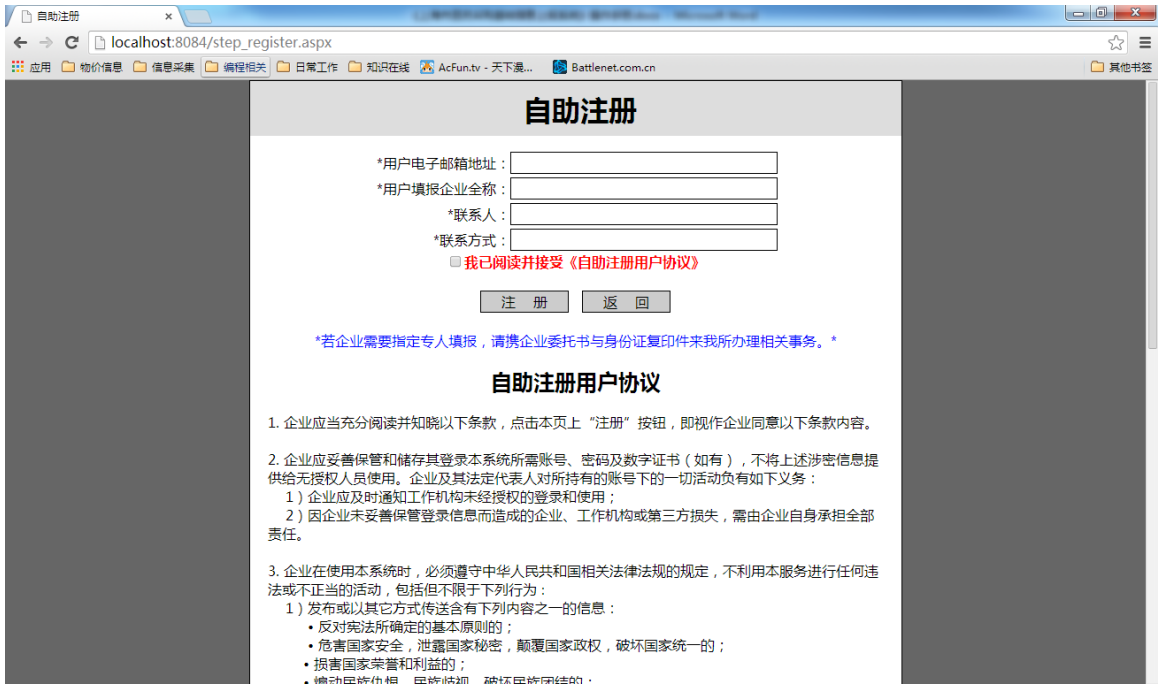 自助注册
localhost:8084/step_register.aspx
应用 物价信息 信息采集 编程相关 日常工作 知识在线 AcFun.tv - 天下漫... Battlenet.com.cn 其他书签
自助注册
*用户电子邮箱地址：
*用户填报企业全称：
*联系人：
*联系方式：
我已阅读并接受《自助注册用户协议》
注 册 返 回
*若企业需要指定专人填报，请携企业委托书与身份证复印件来我所办理相关事务。*
自助注册用户协议
1. 企业应当充分阅读并知晓以下条款，点击本页上“注册”按钮，即视作企业同意以下条款内容。
2. 企业应妥善保管和储存其登录本系统所需账号、密码及数字证书（如有），不将上述涉密信息提
供给无授权人员使用。企业及其法定代表人对所持有的账号下的一切活动负有如下义务：
1）企业应及时通知工作机构未经授权的登录和使用；
2）因企业未妥善保管登录信息而造成的企业、工作机构或第三方损失，需由企业自身承担全部
责任。
3. 企业在使用本系统时，必须遵守中华人民共和国相关法律法规的规定，不利用本服务进行任何违
法或不正当的活动，包括但不限于下列行为：
1）发布或以其它方式传送含有下列内容之一的信息：
• 反对宪法所确定的基本原则的；
• 危害国家安全，泄露国家秘密，颠覆国家政权，破坏国家统一的；
• 损害国家荣誉和利益的；
• 煽动民族仇恨、民族歧视、破坏民族团结的；